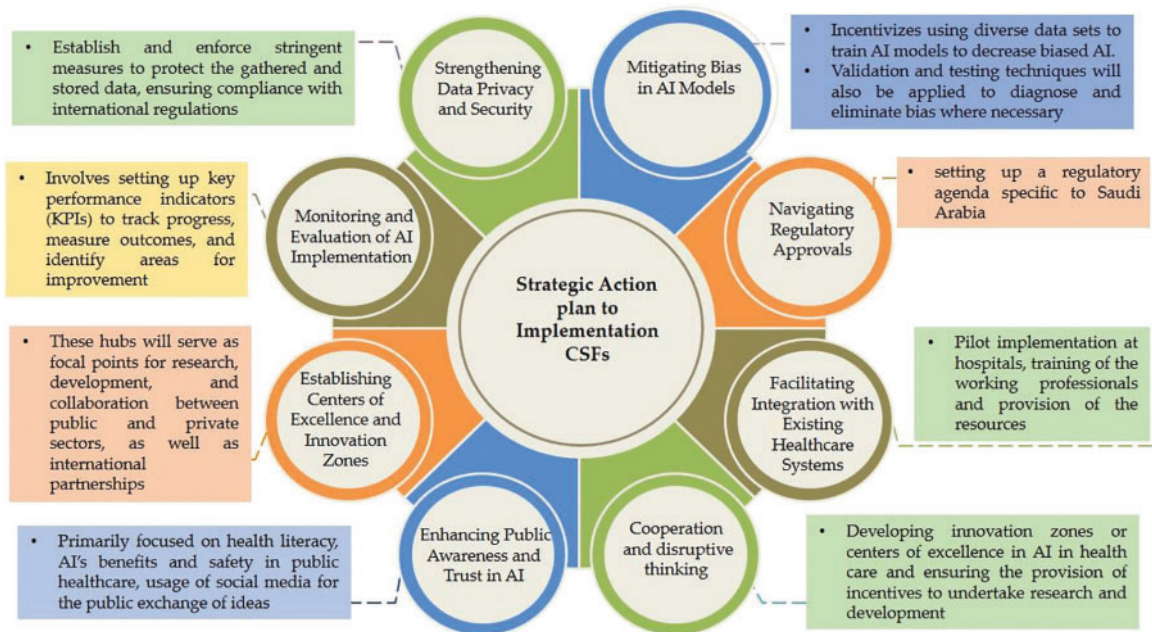 • Establish and enforce stringent
measures to protect the gathered and
stored data, ensuring compliance with
international regulations
Strengthening
Data Privacy
and Security
Mitigating Bias
in AI Models
• Incentivizes using diverse data sets to
train AI models to decrease biased AI.
• Validation and testing techniques will
also be applied to diagnose and
eliminate bias where necessary
• Involves setting up key
performance indicators
(KPIs) to track progress,
measure outcomes, and
identify areas for
improvement
Monitoring and
Evaluation of AI
Implementation
Navigating
Regulatory
Approvals
• setting up a regulatory
agenda specific to Saudi
Arabia
Strategic Action
plan to
Implementation
CSFs
• These hubs will serve as
focal points for research,
development, and
collaboration between
public and private
sectors, as well as
international
partnerships
Establishing
Centers of
Excellence and
Innovation
Zones
Facilitating
Integration with
Existing
Healthcare
Systems
• Pilot implementation at
hospitals, training of the
working professionals
and provision of the
resources
• Primarily focused on health literacy,
AI's benefits and safety in public
healthcare, usage of social media for
the public exchange of ideas
Enhancing Public
Awareness and
Trust in AI
Cooperation
and disruptive
thinking
• Developing innovation zones or
centers of excellence in AI in health
care and ensuring the provision of
incentives to undertake research and
development